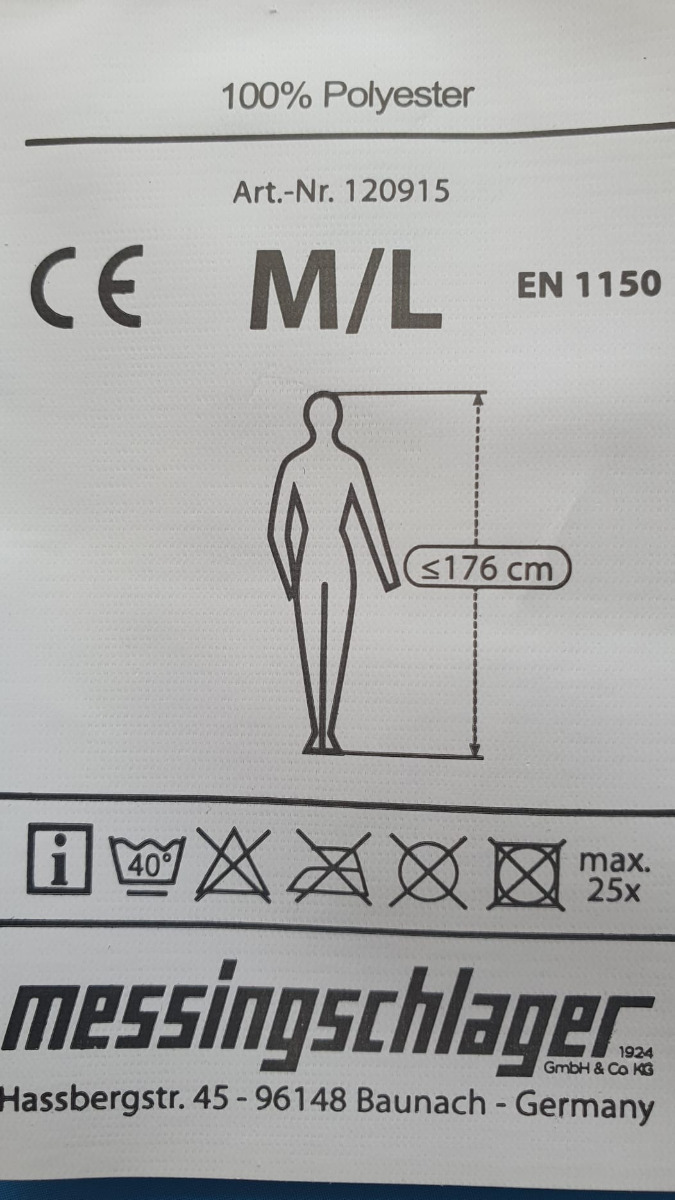 100% Polyester
Art.-Nr. 120915
CE M/L EN 1150
≤176 cm
i 40° max.
25x
messingschlager
1924
GmbH & Co KG
Hassbergstr. 45 - 96148 Baunach - Germany